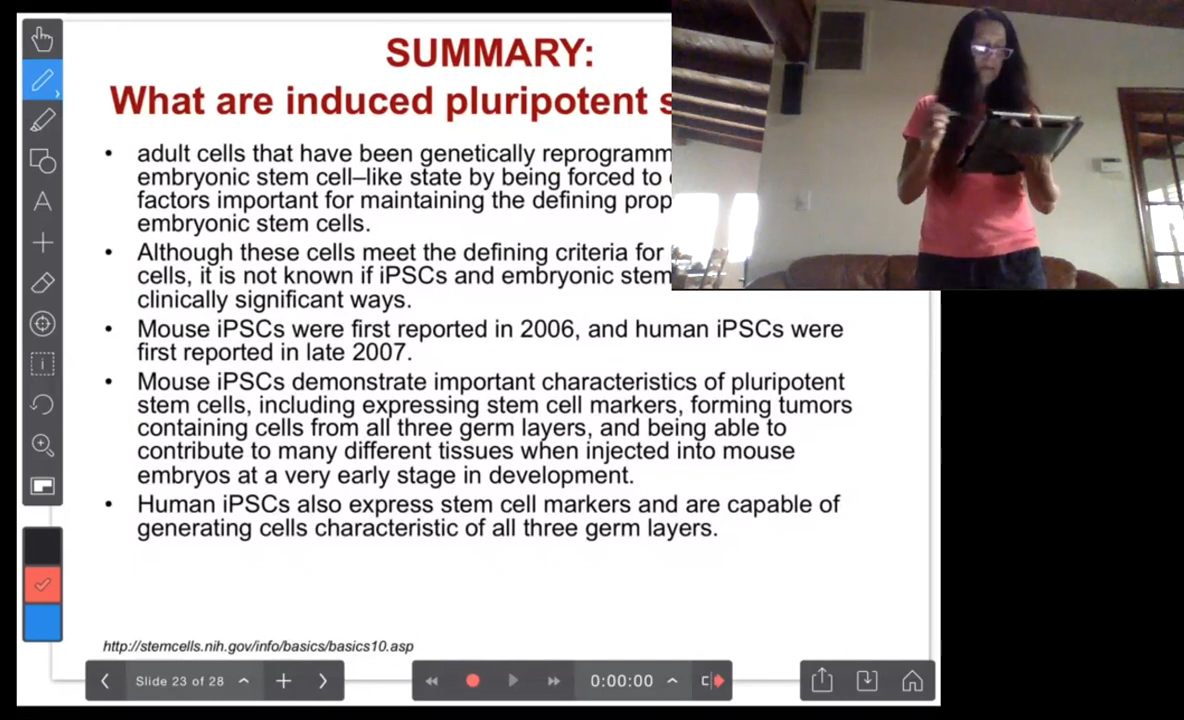 SUMMARY:
What are induced pluripotent
• adult cells that have been genetically
embryonic stem cell–like state by being forced to
factors important for maintaining the defining
embryonic stem cells.
• Although these cells meet the defining criteria for
cells, it is not known if iPSCs and embryonic stem
clinically significant ways.
• Mouse iPSCs were first reported in 2006, and human iPSCs were
first reported in late 2007.
• Mouse iPSCs demonstrate important characteristics of pluripotent
stem cells, including expressing stem cell markers, forming tumors
containing cells from all three germ layers, and being able to
contribute to many different tissues when injected into mouse
embryos at a very early stage in development.
• Human iPSCs also express stem cell markers and are capable of
generating cells characteristic of all three germ layers.
http://stemcells.nih.gov/info/basics/basics10.asp
Slide 23 of 28
0:00:00